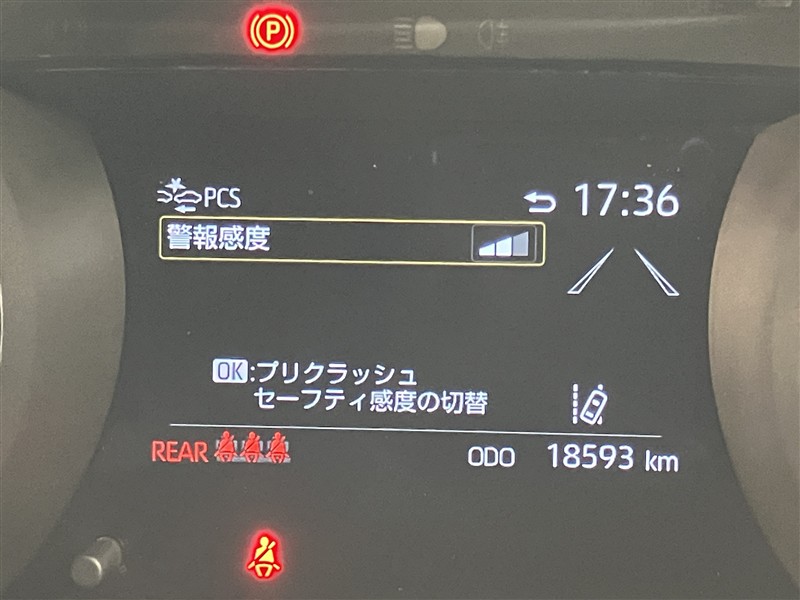 P
PCS
17:36
警報感度
OK:プリクラッシュ
セーフティ感度の切替
REAR
ODO 18593 km